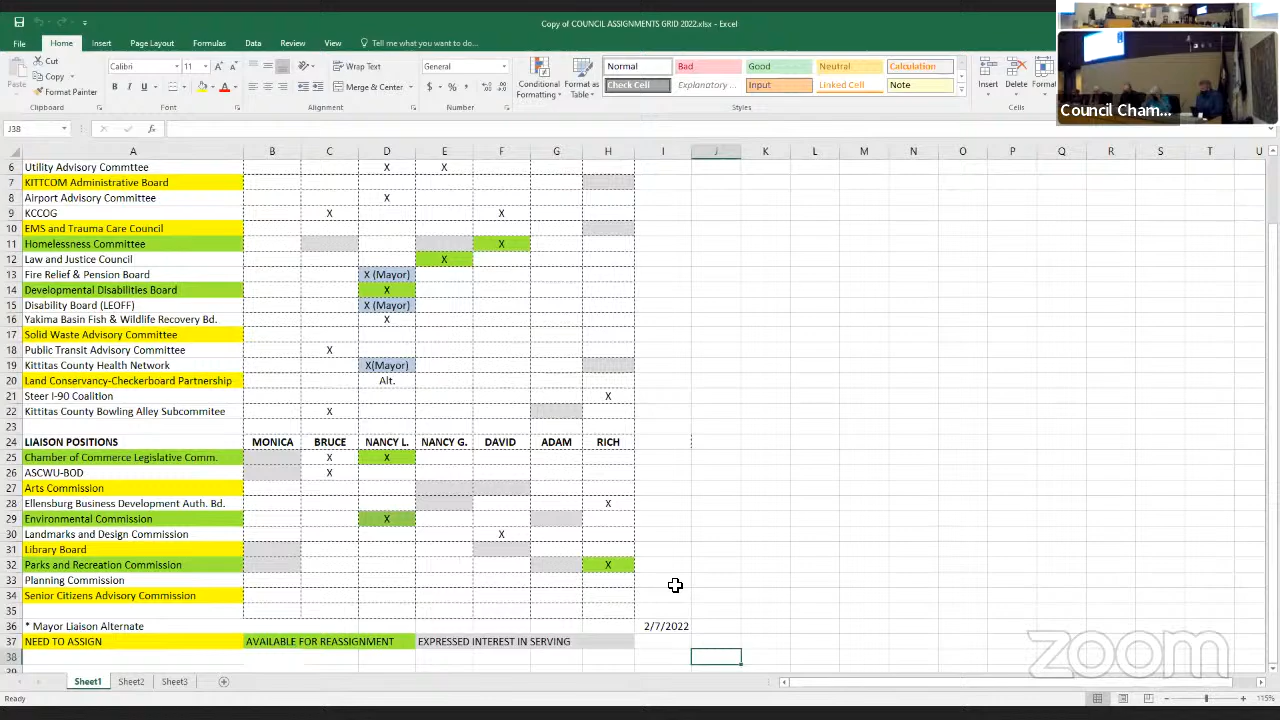 Copy of COUNCIL ASSIGNMENTS GRID 2022.xlsx - Excel
File Home Insert Page Layout Formulas Data Review View Tell me what you want to do...
Cut
Copy
Format Painter
Paste
Clipboard
Calibri 11
B I U
Font
Wrap Text
Merge & Center
Alignment
General
$ % ,
Number
Conditional Formatting
Format as Table
Normal Bad Good Neutral Calculation
Check Cell Explanatory ... Input Linked Cell Note
Styles
Insert Delete Format
Cells
Council Cham...
J38 fx
A B C D E F G H I J K L M N O P Q R S T U
6 Utility Advisory Committee X X
7 KITTCOM Administrative Board
8 Airport Advisory Committee X
9 KCCOG X X
10 EMS and Trauma Care Council
11 Homelessness Committee X
12 Law and Justice Council X
13 Fire Relief & Pension Board X (Mayor)
14 Developmental Disabilities Board X
15 Disability Board (LEOFF) X (Mayor)
16 Yakima Basin Fish & Wildlife Recovery Bd. X
17 Solid Waste Advisory Committee
18 Public Transit Advisory Committee X
19 Kittitas County Health Network X(Mayor)
20 Land Conservancy-Checkerboard Partnership Alt.
21 Steer I-90 Coalition X
22 Kittitas County Bowling Alley Subcommitee X
23
24 LIAISON POSITIONS MONICA BRUCE NANCY L. NANCY G. DAVID ADAM RICH
25 Chamber of Commerce Legislative Comm. X X
26 ASCWU-BOD X
27 Arts Commission
28 Ellensburg Business Development Auth. Bd. X
29 Environmental Commission X
30 Landmarks and Design Commission X
31 Library Board
32 Parks and Recreation Commission X
33 Planning Commission
34 Senior Citizens Advisory Commission
35
36 * Mayor Liaison Alternate 2/7/2022
37 NEED TO ASSIGN AVAILABLE FOR REASSIGNMENT EXPRESSED INTEREST IN SERVING
38
39
zoom
Sheet1 Sheet2 Sheet3
Ready 115%